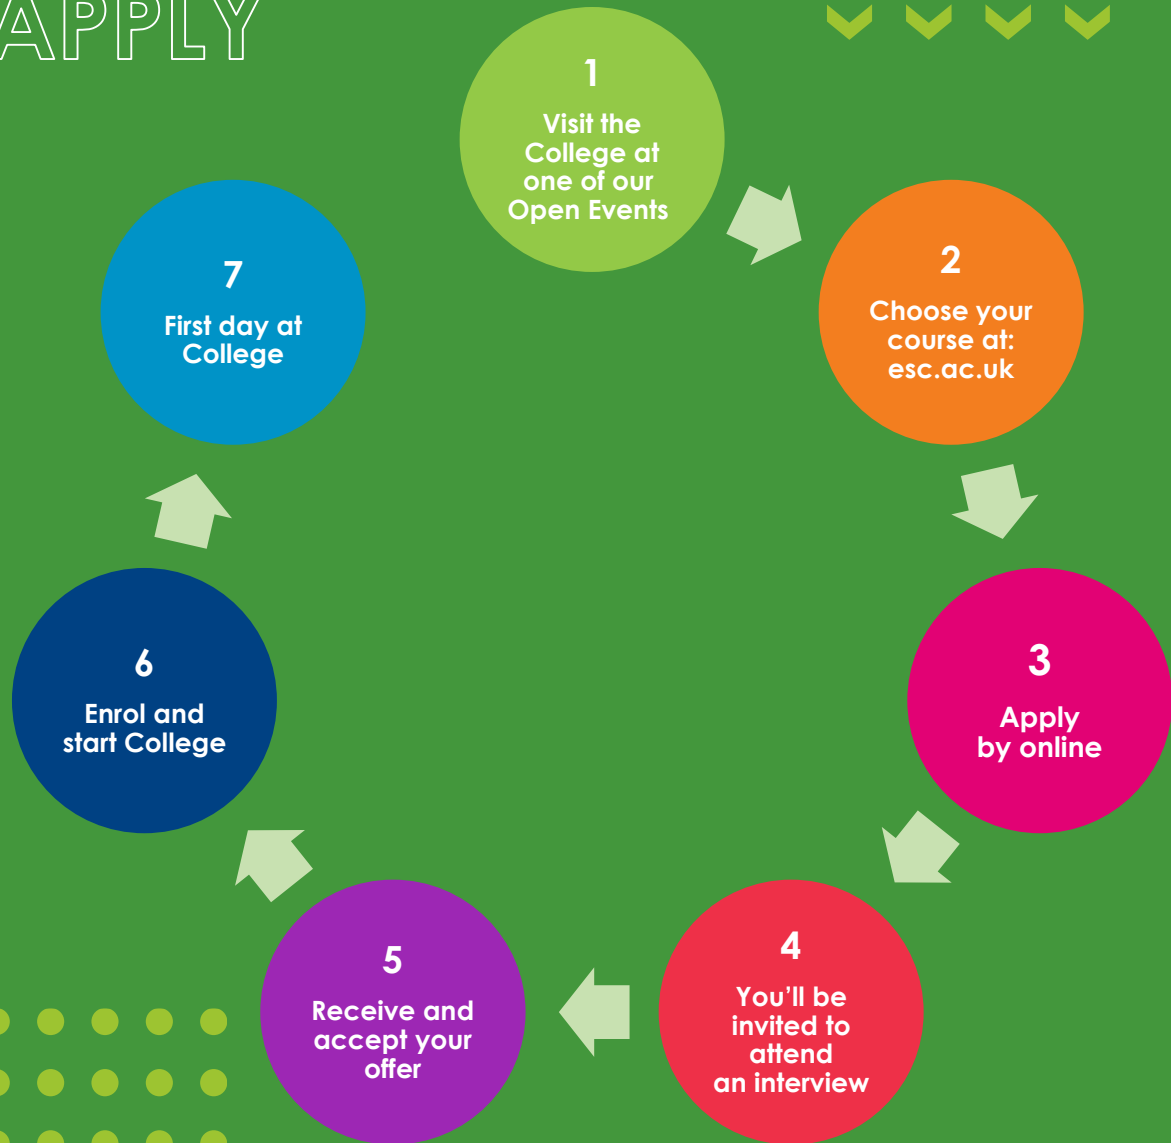 APPLY
1
Visit the
College at
one of our
Open Events
2
Choose your
course at:
esc.ac.uk
3
Apply
by online
4
You’ll be
invited to
attend
an interview
5
Receive and
accept your
offer
6
Enrol and
start College
7
First day at
College